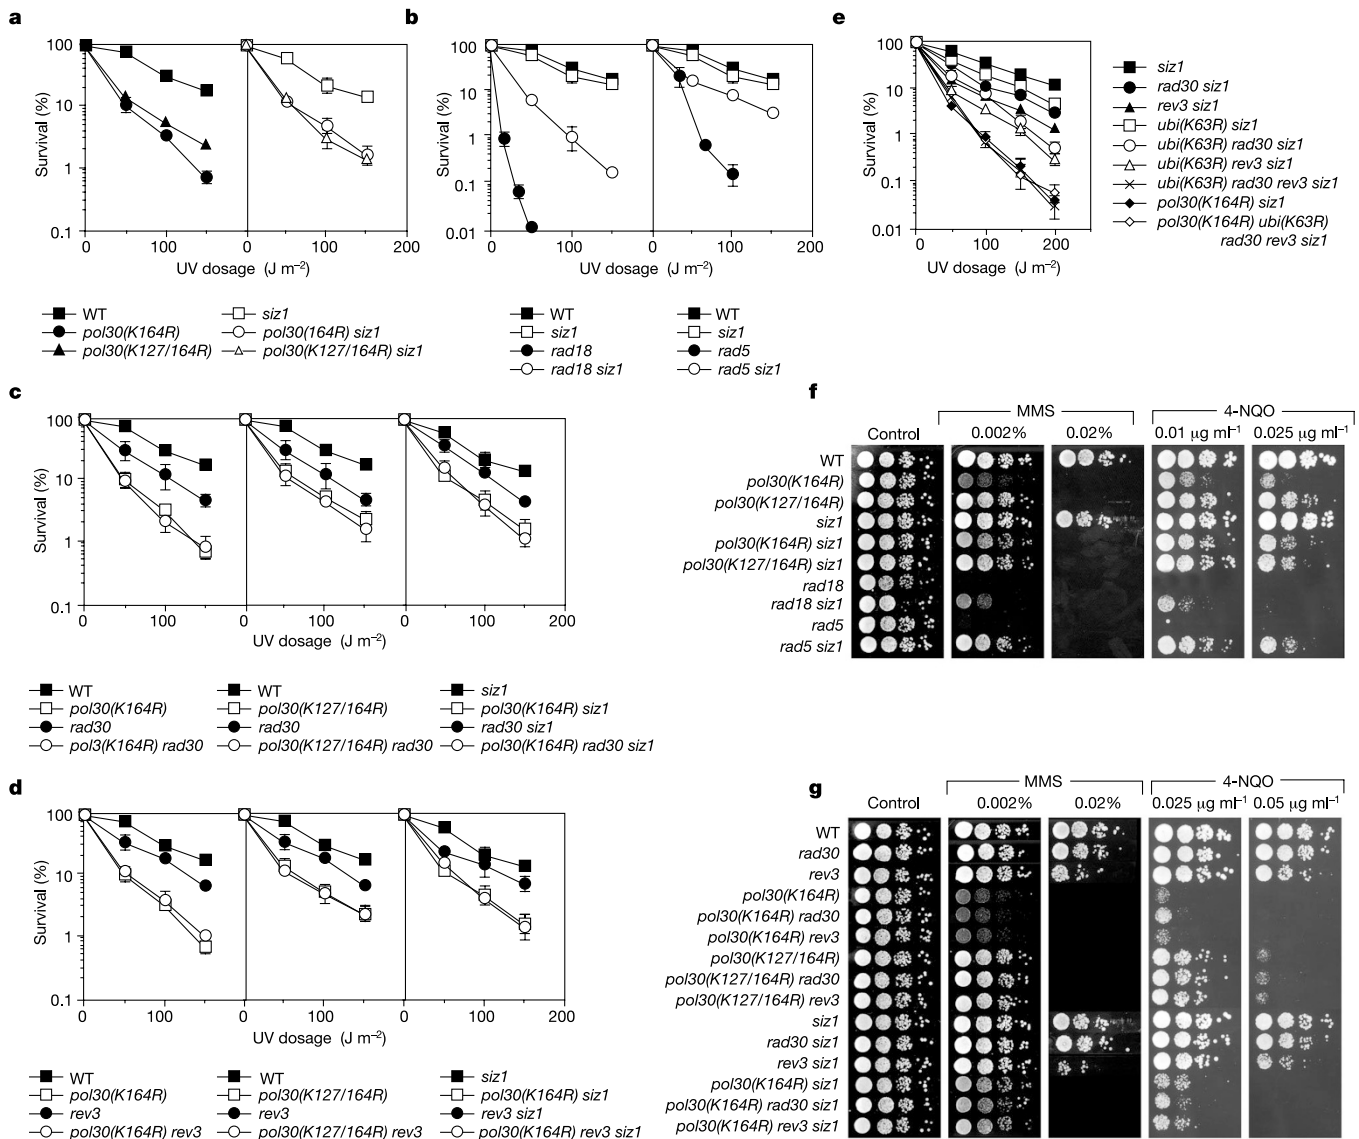 a
100
10
1
0.1
Survival (%)
0
100
0
100
200
UV dosage (J m–2)
WT
pol30(K164R)
pol30(K127/164R)
siz1
pol30(164R) siz1
pol30(K127/164R) siz1
b
100
10
1
0.1
0.01
Survival (%)
0
100
0
100
200
UV dosage (J m–2)
WT
siz1
rad18
rad18 siz1
WT
siz1
rad5
rad5 siz1
e
100
10
1
0.1
0.01
Survival (%)
0
100
200
UV dosage (J m–2)
siz1
rad30 siz1
rev3 siz1
ubi(K63R) siz1
ubi(K63R) rad30 siz1
ubi(K63R) rev3 siz1
ubi(K63R) rad30 rev3 siz1
pol30(K164R) siz1
pol30(K164R) ubi(K63R)
rad30 rev3 siz1
c
100
10
1
0.1
Survival (%)
0
100
0
100
0
100
200
UV dosage (J m–2)
WT
pol30(K164R)
rad30
pol3(K164R) rad30
WT
pol30(K127/164R)
rad30
pol30(K127/164R) rad30
siz1
pol30(K164R) siz1
rad30 siz1
pol30(K164R) rad30 siz1
f
MMS
4-NQO
Control
0.002%
0.02%
0.01 μg ml–1
0.025 μg ml–1
WT
pol30(K164R)
pol30(K127/164R)
siz1
pol30(K164R) siz1
pol30(K127/164R) siz1
rad18
rad18 siz1
rad5
rad5 siz1
d
100
10
1
0.1
Survival (%)
0
100
0
100
0
100
200
UV dosage (J m–2)
WT
pol30(K164R)
rev3
pol30(K164R) rev3
WT
pol30(K127/164R)
rev3
pol30(K127/164R) rev3
siz1
pol30(K164R) siz1
rev3 siz1
pol30(K164R) rev3 siz1
g
MMS
4-NQO
Control
0.002%
0.02%
0.025 μg ml–1
0.05 μg ml–1
WT
rad30
rev3
pol30(K164R)
pol30(K164R) rad30
pol30(K164R) rev3
pol30(K127/164R)
pol30(K127/164R) rad30
pol30(K127/164R) rev3
siz1
rad30 siz1
rev3 siz1
pol30(K164R) siz1
pol30(K164R) rad30 siz1
pol30(K164R) rev3 siz1